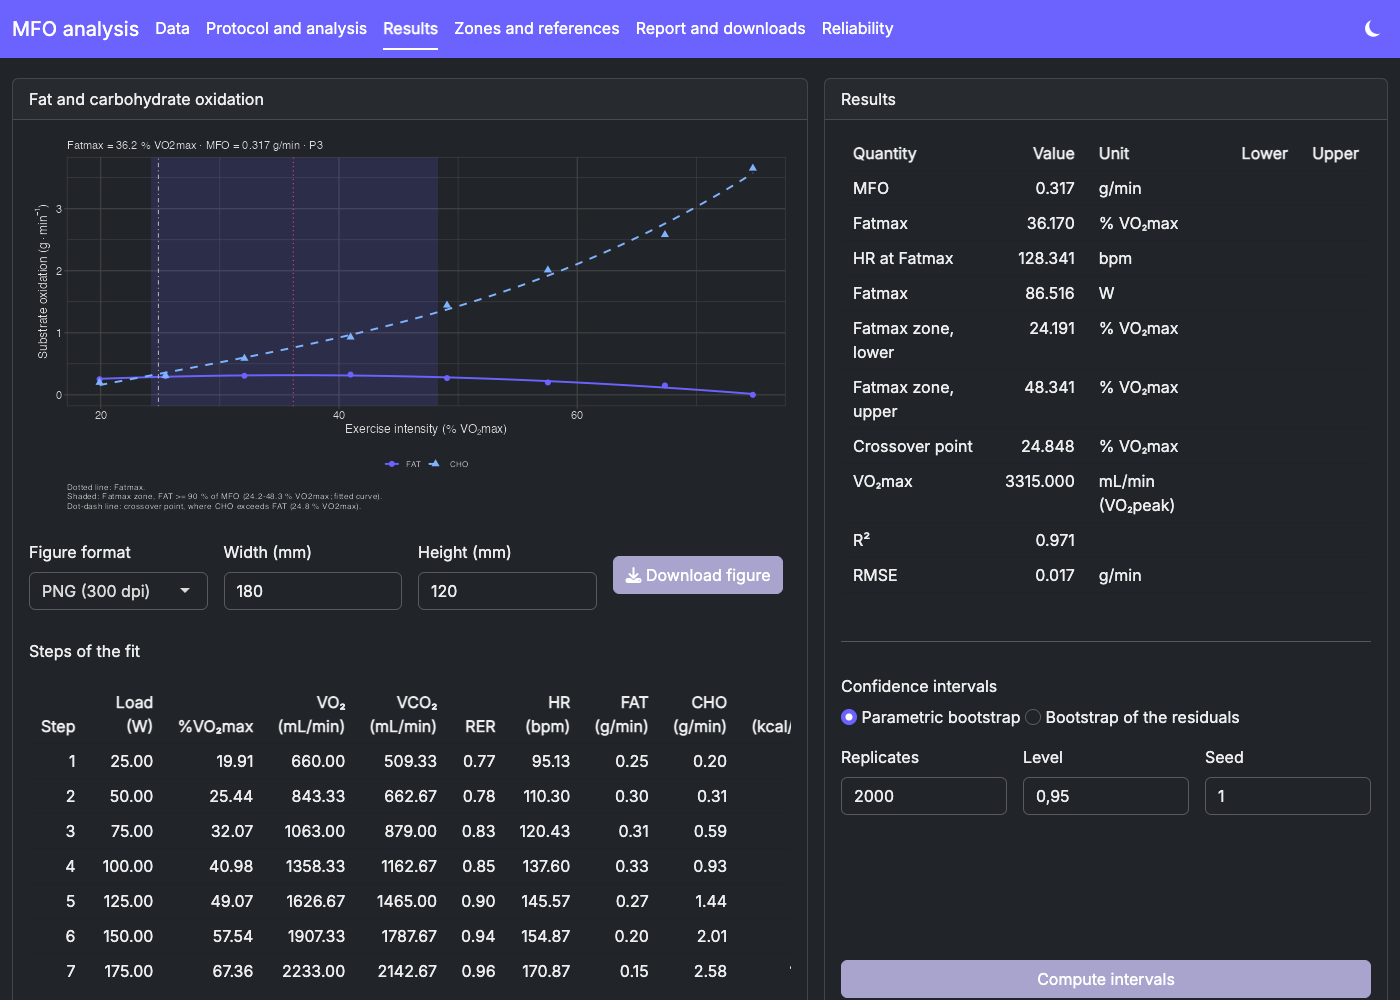 MFO analysis Data Protocol and analysis Results Zones and references Report and downloads Reliability
Fat and carbohydrate oxidation
Fatmax = 36.2 % VO2max · MFO = 0.317 g/min · P3
Substrate oxidation (g · min⁻¹)
3
2
1
0
20 40 60
Exercise intensity (% VO₂max)
FAT CHO
Dotted line: Fatmax.
Shaded: Fatmax zone, FAT >= 90 % of MFO (24.2-48.3 % VO2max; fitted curve).
Dot-dash line: crossover point, where CHO exceeds FAT (24.8 % VO2max).
Figure format Width (mm) Height (mm)
PNG (300 dpi) 180 120 Download figure
Steps of the fit
Load VO₂ VCO₂ HR FAT CHO
Step (W) %VO₂max (mL/min) (mL/min) RER (bpm) (g/min) (g/min) (kcal/
1 25.00 19.91 660.00 509.33 0.77 95.13 0.25 0.20
2 50.00 25.44 843.33 662.67 0.78 110.30 0.30 0.31
3 75.00 32.07 1063.00 879.00 0.83 120.43 0.31 0.59
4 100.00 40.98 1358.33 1162.67 0.85 137.60 0.33 0.93
5 125.00 49.07 1626.67 1465.00 0.90 145.57 0.27 1.44
6 150.00 57.54 1907.33 1787.67 0.94 154.87 0.20 2.01
7 175.00 67.36 2233.00 2142.67 0.96 170.87 0.15 2.58
Results
Quantity Value Unit Lower Upper
MFO 0.317 g/min
Fatmax 36.170 % VO₂max
HR at Fatmax 128.341 bpm
Fatmax 86.516 W
Fatmax zone, 24.191 % VO₂max
lower
Fatmax zone, 48.341 % VO₂max
upper
Crossover point 24.848 % VO₂max
VO₂max 3315.000 mL/min
(VO₂peak)
R² 0.971
RMSE 0.017 g/min
Confidence intervals
Parametric bootstrap Bootstrap of the residuals
Replicates Level Seed
2000 0,95 1
Compute intervals